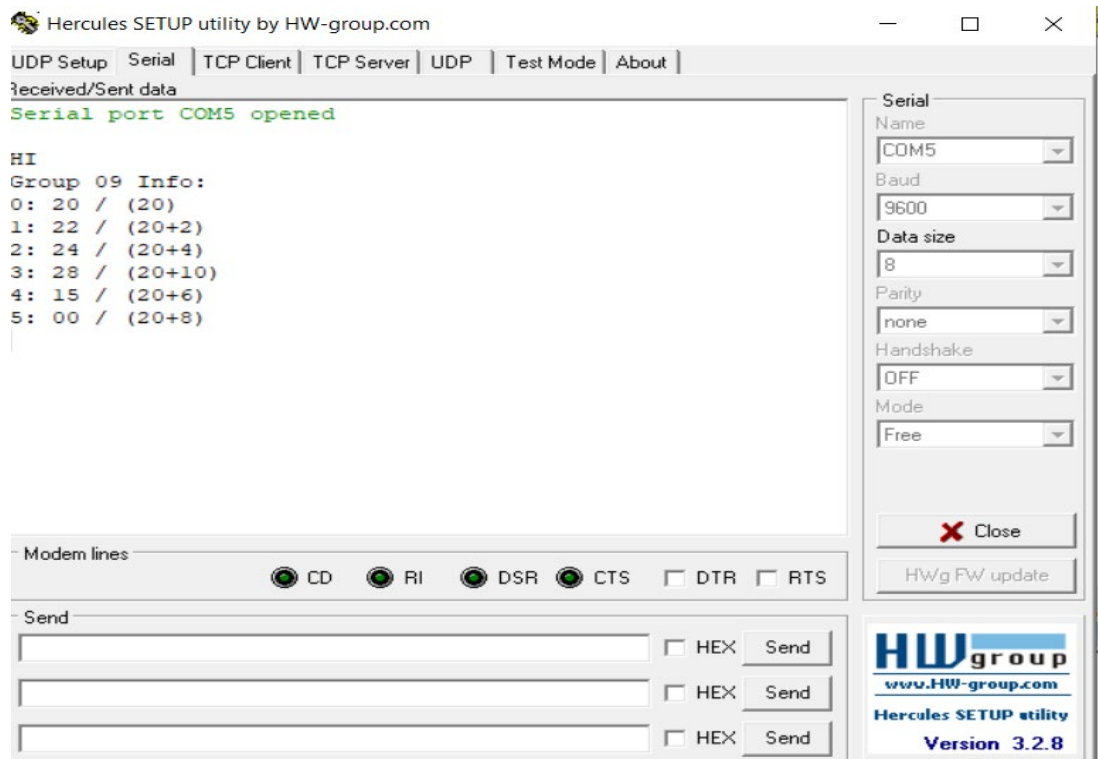 Hercules SETUP utility by HW-group.com
UDP Setup Serial TCP Client TCP Server UDP Test Mode About
Received/Sent data
Serial port COM5 opened
HI
Group 09 Info:
0: 20 / (20)
1: 22 / (20+2)
2: 24 / (20+4)
3: 28 / (20+10)
4: 15 / (20+6)
5: 00 / (20+8)
Serial
Name
COM5
Baud
9600
Data size
8
Parity
none
Handshake
OFF
Mode
Free
Close
HWg FW update
Modem lines
CD RI DSR CTS DTR RTS
Send
HEX Send
HEX Send
HEX Send
HWgroup
www.HW-group.com
Hercules SETUP utility
Version 3.2.8